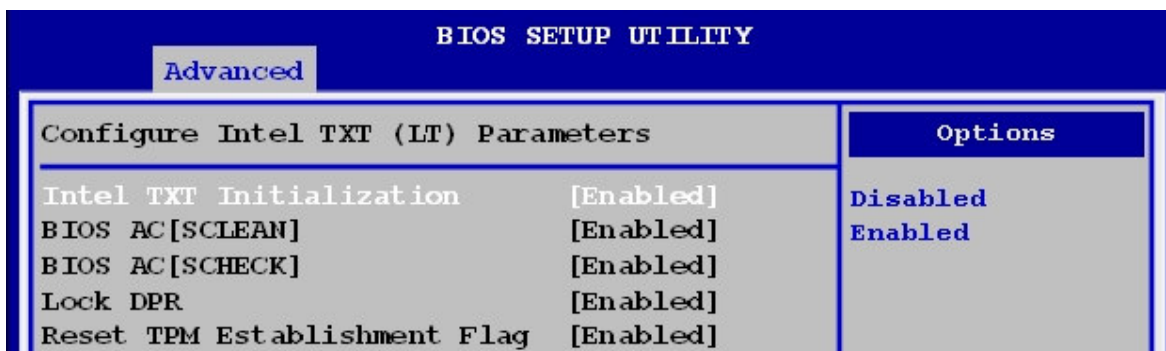 BIOS SETUP UTILITY
Advanced
Configure Intel TXT (LT) Parameters
Options
Intel TXT Initialization [Enabled]
Disabled
BIOS AC[SCLEAN] [Enabled]
Enabled
BIOS AC[SCHECK] [Enabled]
Lock DPR [Enabled]
Reset TPM Establishment Flag [Enabled]